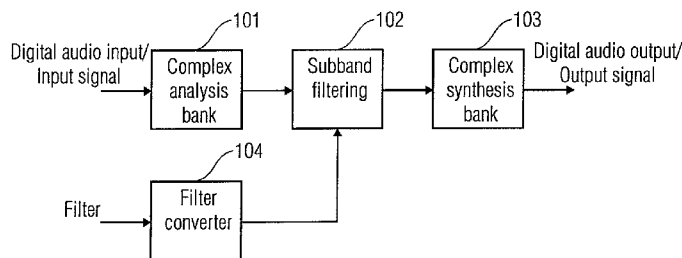 101
102
103
Digital audio input/
Input signal
Complex
analysis
bank
Subband
filtering
Complex
synthesis
bank
Digital audio output/
Output signal
104
Filter
Filter
converter